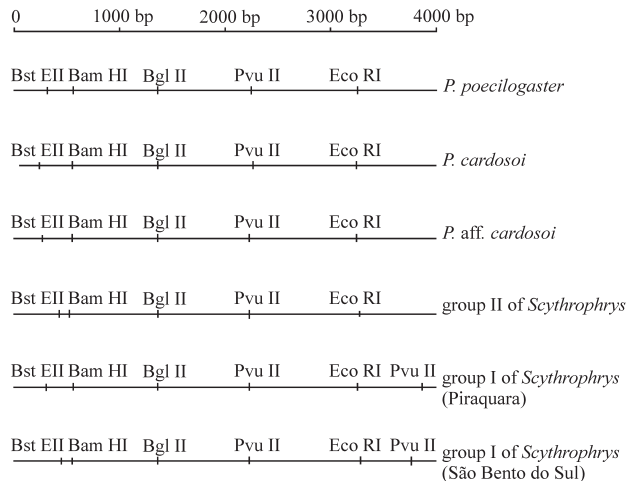 0 1000 bp 2000 bp 3000 bp 4000 bp
Bst EII Bam HI Bgl II Pvu II Eco RI P. poecilogaster
Bst EII Bam HI Bgl II Pvu II Eco RI P. cardosoi
Bst EII Bam HI Bgl II Pvu II Eco RI P. aff. cardosoi
Bst EII Bam HI Bgl II Pvu II Eco RI group II of Scythrophrys
Bst EII Bam HI Bgl II Pvu II Eco RI Pvu II group I of Scythrophrys
(Piraquara)
Bst EII Bam HI Bgl II Pvu II Eco RI Pvu II group I of Scythrophrys
(São Bento do Sul)